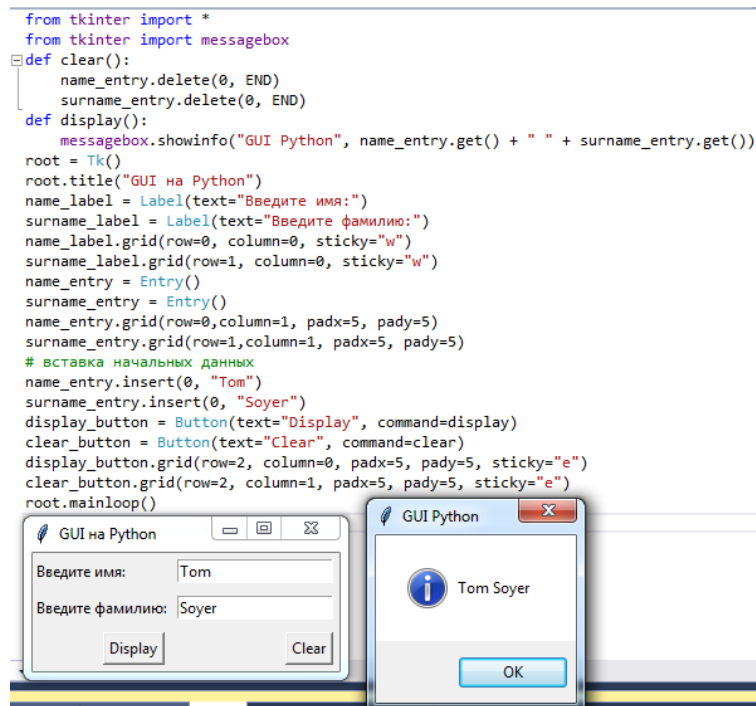 from tkinter import *
from tkinter import messagebox
def clear():
    name_entry.delete(0, END)
    surname_entry.delete(0, END)
def display():
    messagebox.showinfo("GUI Python", name_entry.get() + " " + surname_entry.get())
root = Tk()
root.title("GUI на Python")
name_label = Label(text="Введите имя:")
surname_label = Label(text="Введите фамилию:")
name_label.grid(row=0, column=0, sticky="w")
surname_label.grid(row=1, column=0, sticky="w")
name_entry = Entry()
surname_entry = Entry()
name_entry.grid(row=0,column=1, padx=5, pady=5)
surname_entry.grid(row=1,column=1, padx=5, pady=5)
# вставка начальных данных
name_entry.insert(0, "Tom")
surname_entry.insert(0, "Soyer")
display_button = Button(text="Display", command=display)
clear_button = Button(text="Clear", command=clear)
display_button.grid(row=2, column=0, padx=5, pady=5, sticky="e")
clear_button.grid(row=2, column=1, padx=5, pady=5, sticky="e")
root.mainloop()
GUI на Python
Введите имя: Tom
Введите фамилию: Soyer
Display Clear
GUI Python
Tom Soyer
OK